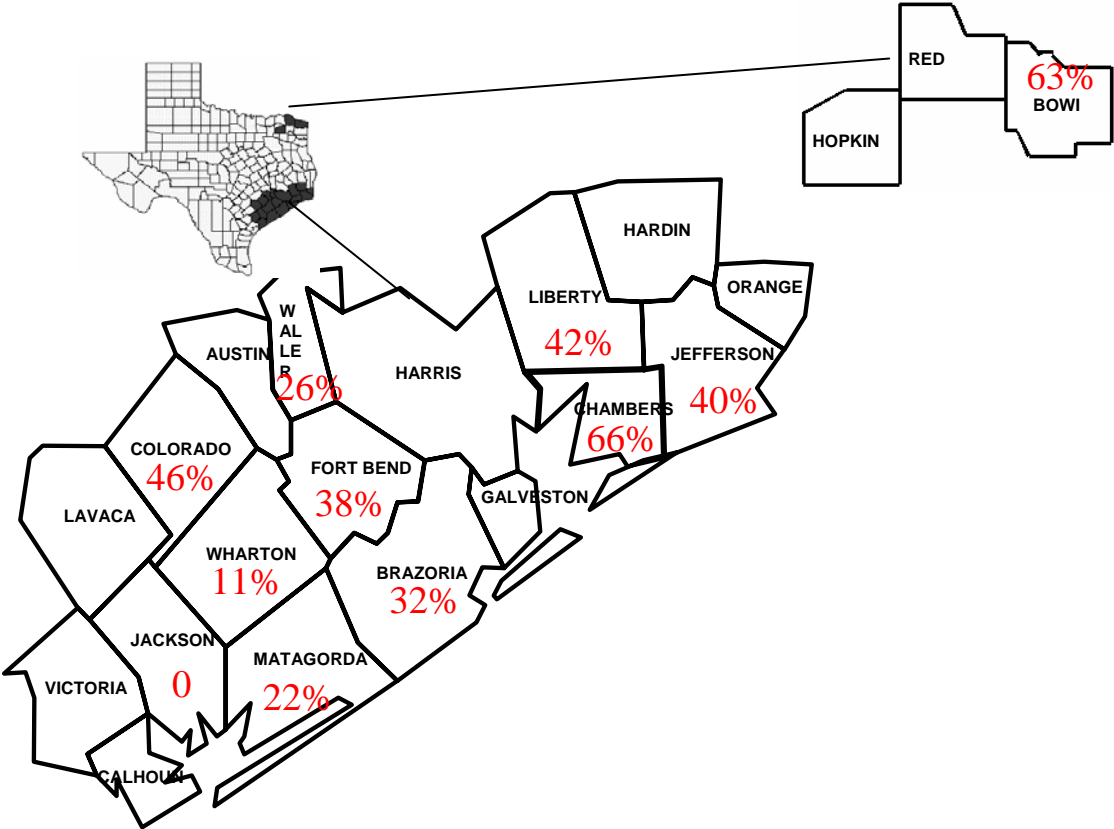 RED
63%
BOWI
HOPKIN
HARDIN
ORANGE
LIBERTY
42%
JEFFERSON
40%
W
AL
LE
R
26%
AUSTIN
HARRIS
CHAMBERS
66%
COLORADO
46%
FORT BEND
38%
GALVESTON
LAVACA
WHARTON
11%
BRAZORIA
32%
JACKSON
0
MATAGORDA
22%
VICTORIA
CALHOUN